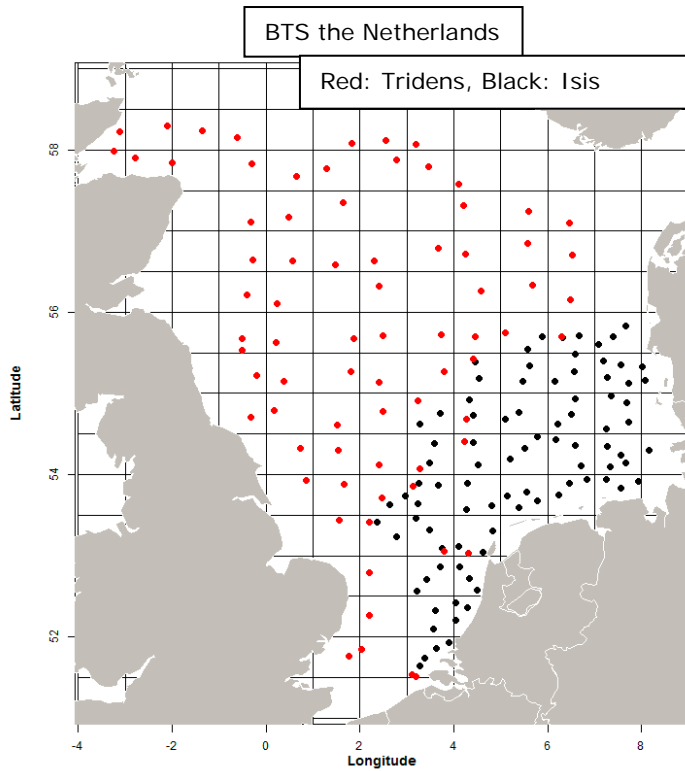 BTS the Netherlands
Red: Tridens, Black: Isis
58
56
54
52
Latitude
-4 -2 0 2 4 6 8
Longitude